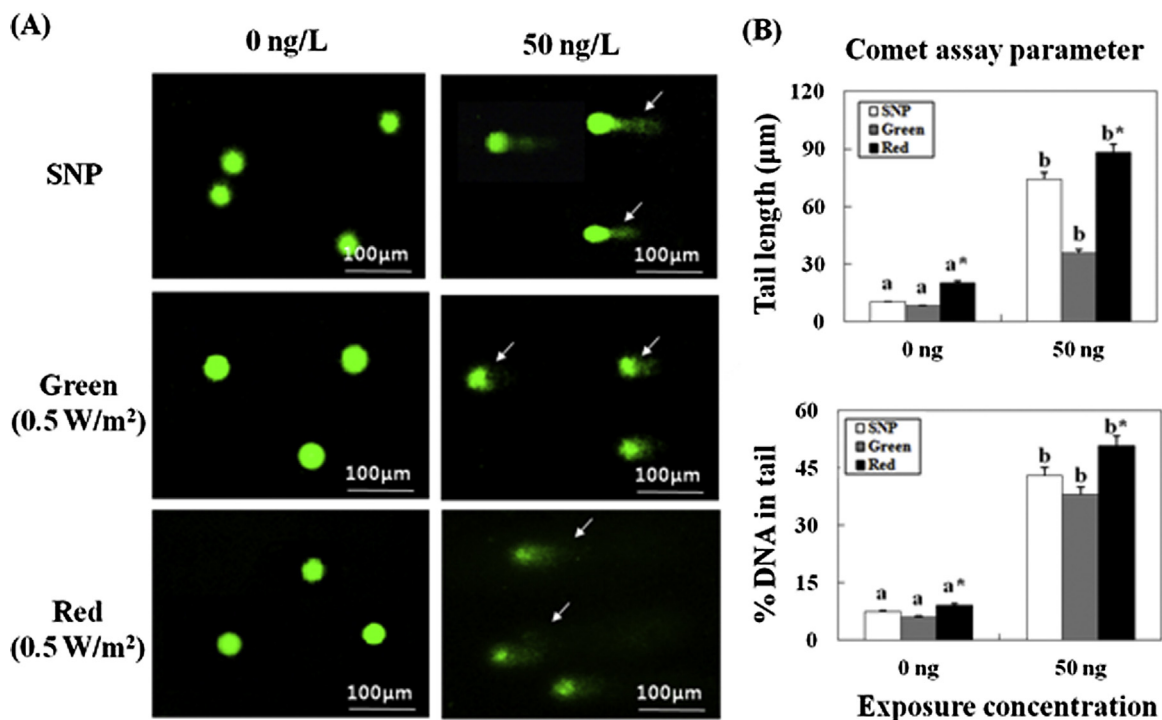 (A)
0 ng/L
50 ng/L
SNP
100µm
100µm
Green
(0.5 W/m²)
100µm
100µm
Red
(0.5 W/m²)
100µm
100µm
(B)
Comet assay parameter
Tail length (µm)
120
90
60
30
0
SNP
Green
Red
a
a
a*
b
b
b*
0 ng
50 ng
% DNA in tail
60
45
30
15
0
SNP
Green
Red
a
a
a*
b
b
b*
0 ng
50 ng
Exposure concentration